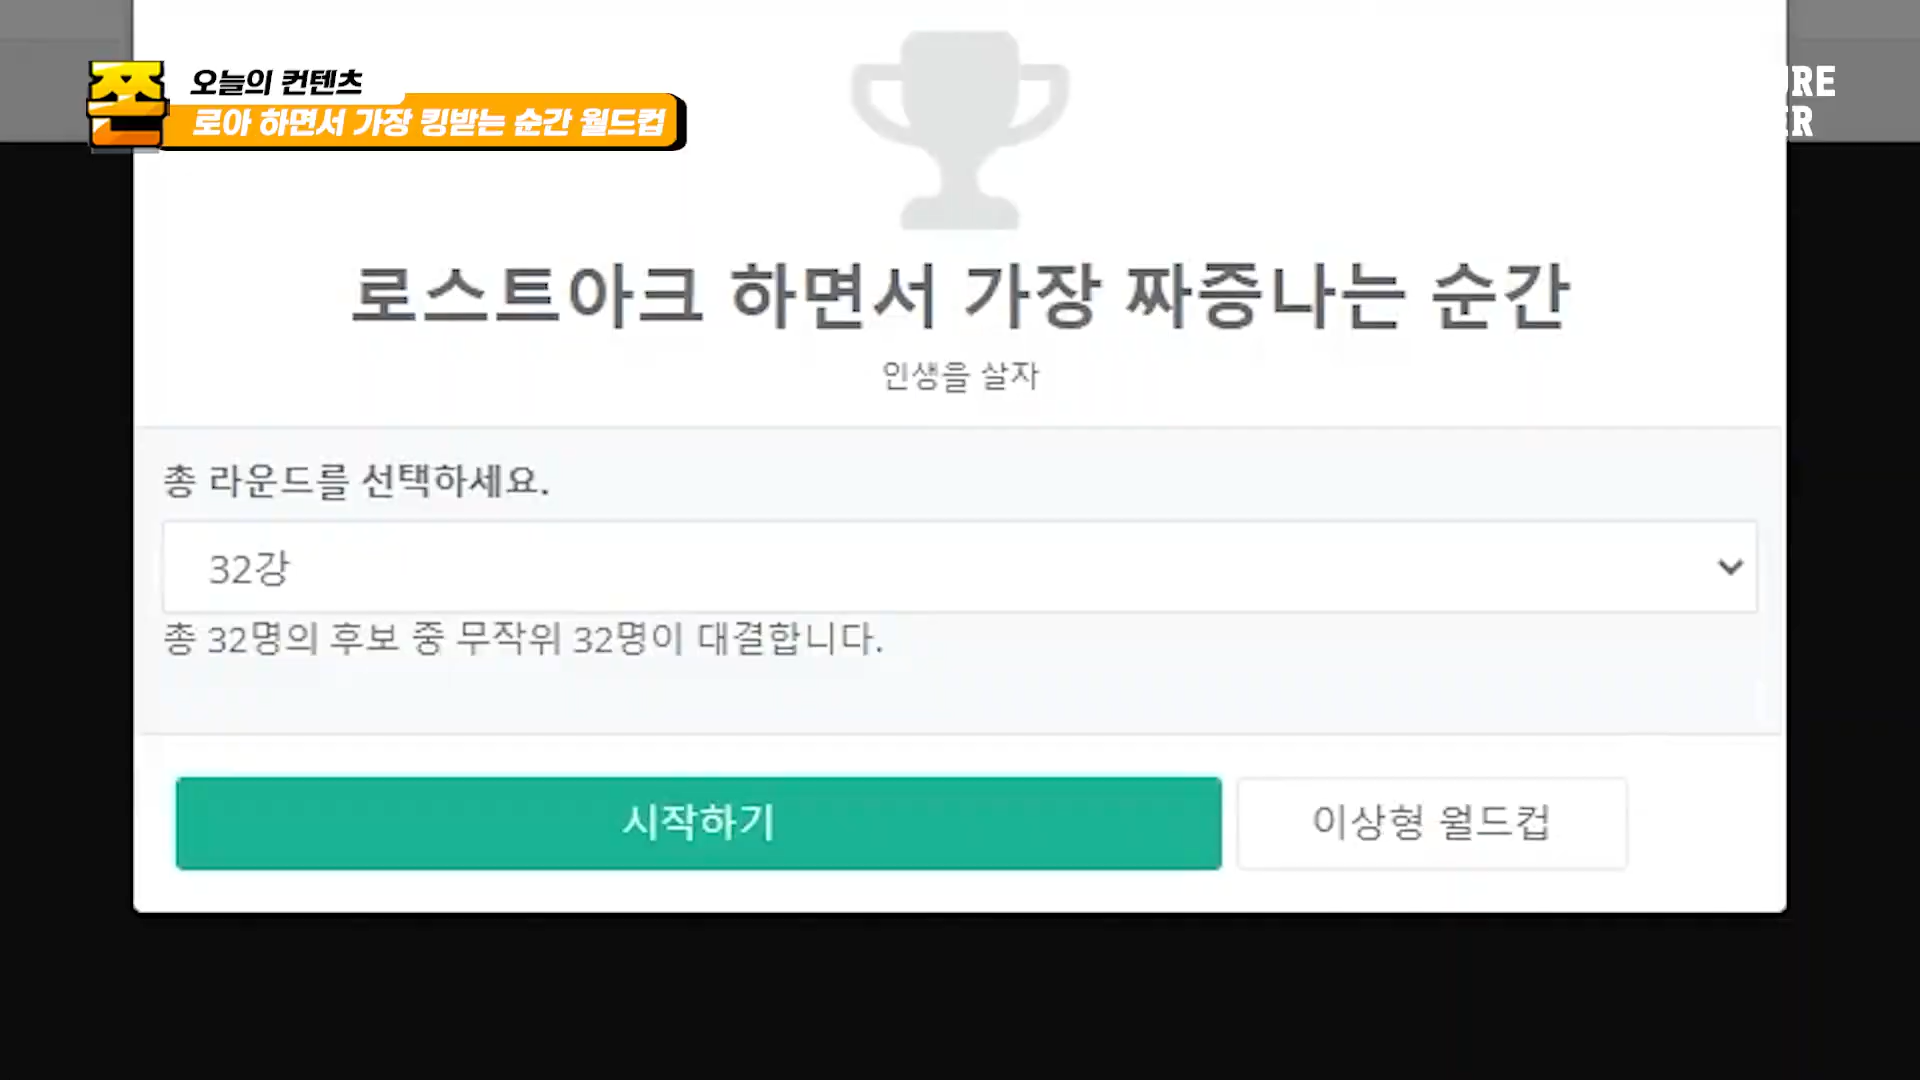 쫀
오늘의 컨텐츠
로아 하면서 가장 킹받는 순간 월드컵
로스트아크 하면서 가장 짜증나는 순간
인생을 살자
총 라운드를 선택하세요.
32강
총 32명의 후보 중 무작위 32명이 대결합니다.
시작하기
이상형 월드컵